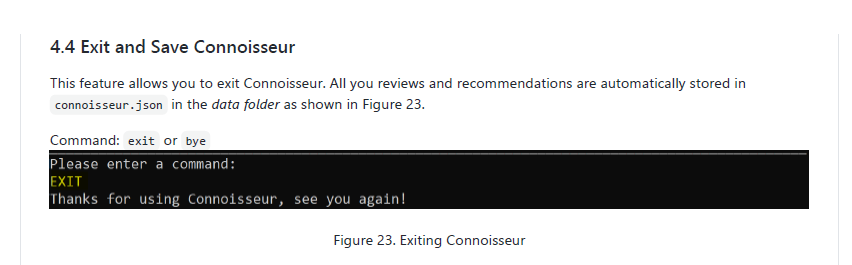 4.4 Exit and Save Connoisseur
This feature allows you to exit Connoisseur. All you reviews and recommendations are automatically stored in
connoisseur.json in the data folder as shown in Figure 23.
Command: exit or bye
Please enter a command:
EXIT
Thanks for using Connoisseur, see you again!
Figure 23. Exiting Connoisseur